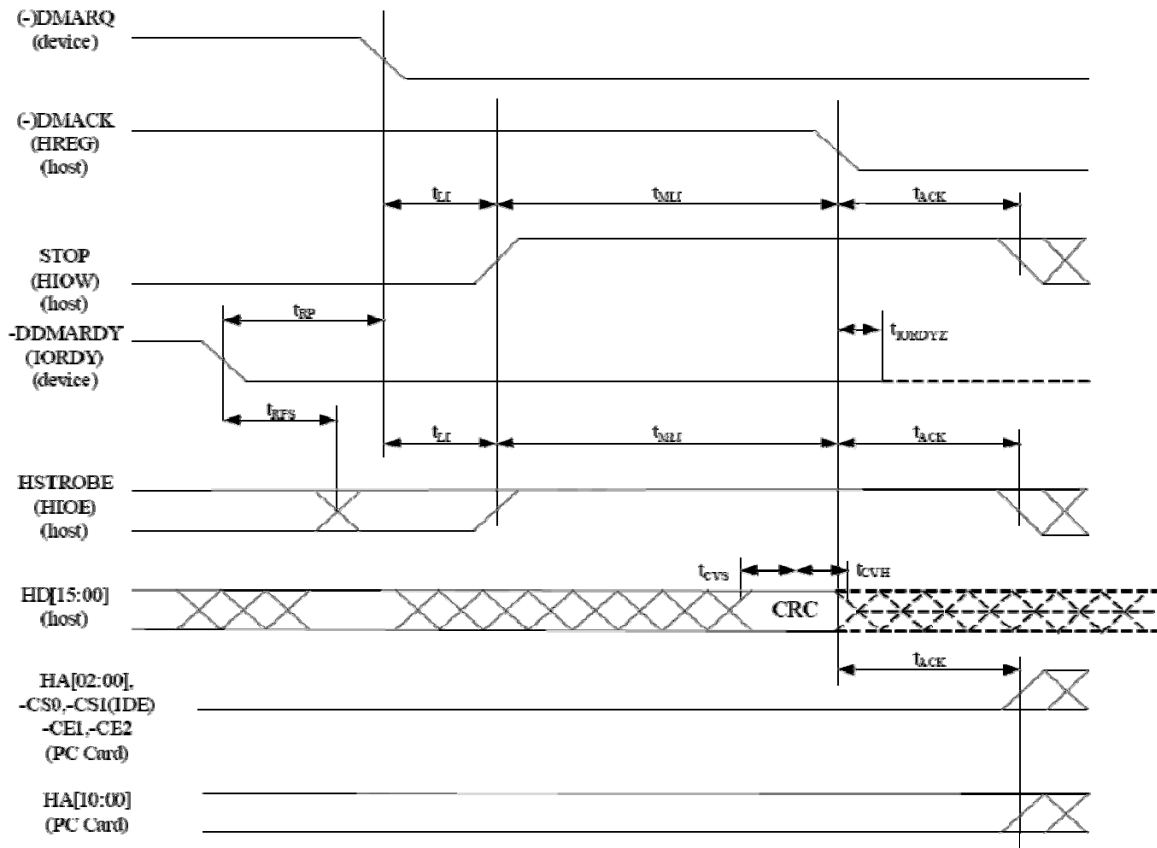 (-)DMARQ
(device)
(-)DMACK
(HREG)
(host)
tLI
tMLI
tACK
STOP
(HIOW)
(host)
tRP
-DDMARDY
(IORDY)
(device)
tIORDYZ
tRFS
tLI
tMLI
tACK
HSTROBE
(HIOE)
(host)
tCVS
tCVH
HD[15:00]
(host)
CRC
tACK
HA[02:00],
-CS0,-CS1(IDE)
-CE1,-CE2
(PC Card)
HA[10:00]
(PC Card)